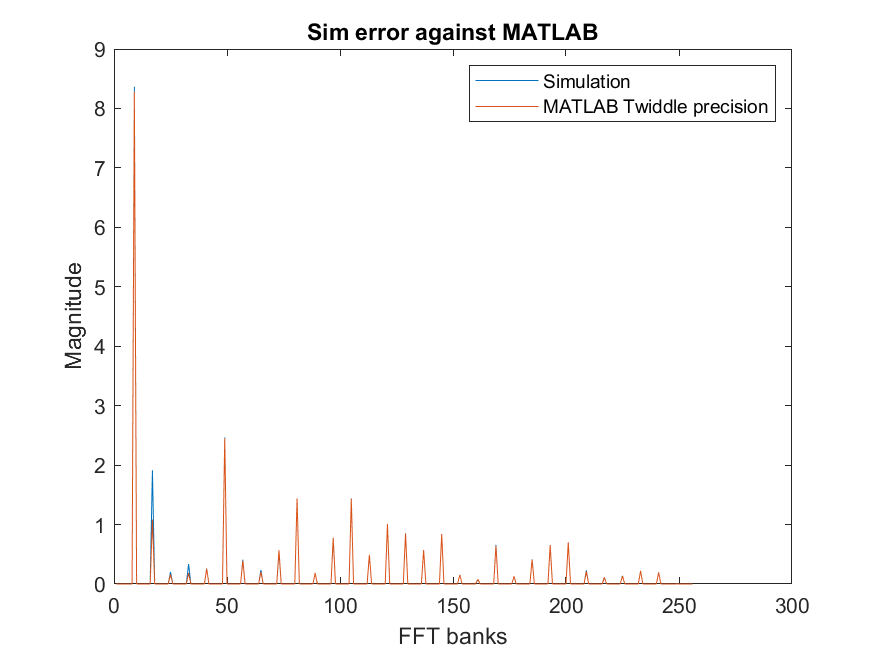 Sim error against MATLAB
Simulation
MATLAB Twiddle precision
Magnitude
9
8
7
6
5
4
3
2
1
0
0 50 100 150 200 250 300
FFT banks